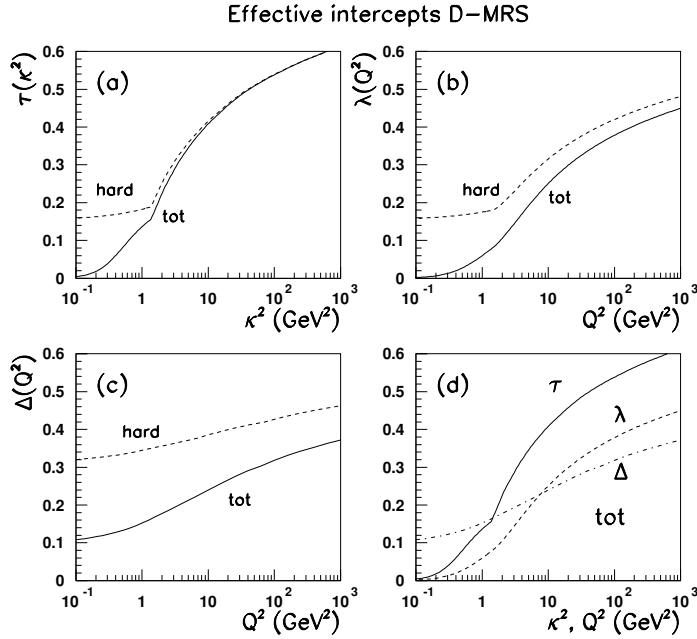 Effective intercepts D-MRS
τ(κ²)
0.6
0.5
0.4
0.3
0.2
0.1
0
(a)
hard
tot
10⁻¹ 1 10 10² 10³
κ² (GeV²)
λ(Q²)
0.6
0.5
0.4
0.3
0.2
0.1
0
(b)
hard
tot
10⁻¹ 1 10 10² 10³
Q² (GeV²)
Δ(Q²)
0.6
0.5
0.4
0.3
0.2
0.1
0
(c)
hard
tot
10⁻¹ 1 10 10² 10³
Q² (GeV²)
0.6
0.5
0.4
0.3
0.2
0.1
0
(d)
τ
λ
Δ
tot
10⁻¹ 1 10 10² 10³
κ², Q² (GeV²)